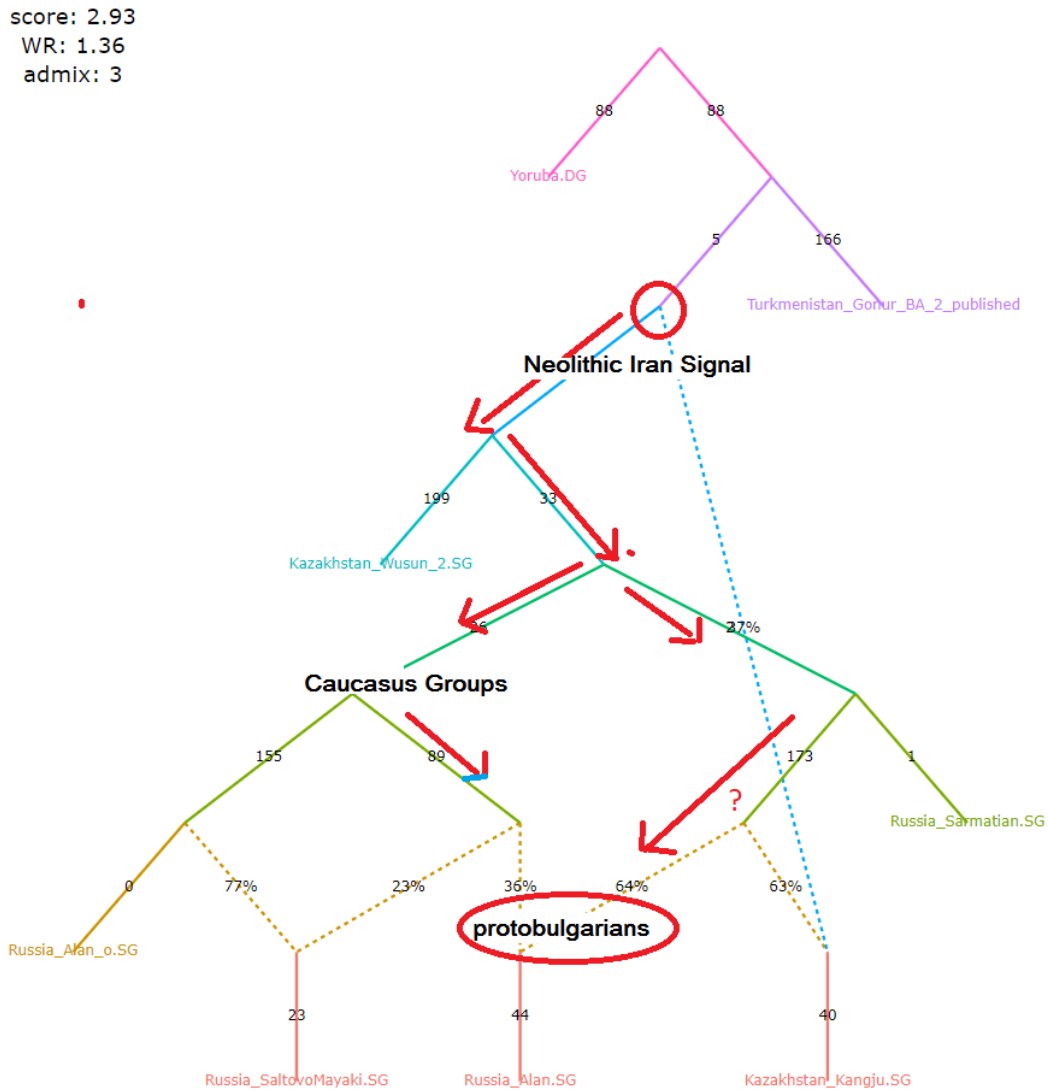 score: 2.93
WR: 1.36
admix: 3
88 88
Yoruba.DG
5 166
Turkmenistan_Gonur_BA_2_published
Neolithic Iran Signal
199 33
Kazakhstan_Wusun_2.SG
26 37%
Caucasus Groups
155 89 173 1
?
Russia_Sarmatian.SG
0 77% 23% 36% 64% 63%
protobulgarians
Russia_Alan_o.SG
23 44 40
Russia_SaltovoMayaki.SG Russia_Alan.SG Kazakhstan_Kangju.SG